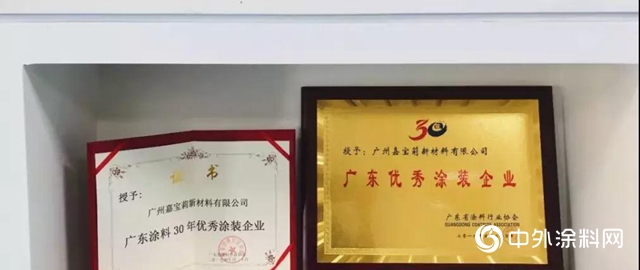 证书
授予：
广州嘉宝莉新材料有限公司
广东涂料30年优秀涂装企业
30
授予：广州嘉宝莉新材料有限公司
广东优秀涂装企业
广东省涂料行业协会
GUANGDONG COATINGS
中外涂料网